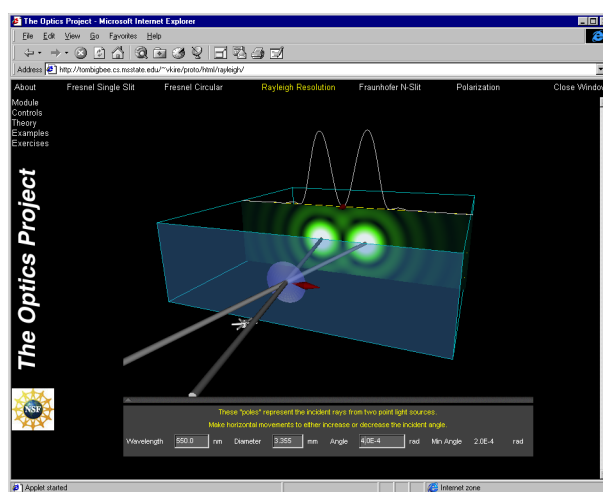 The Optics Project - Microsoft Internet Explorer
File Edit View Go Favorites Help
Address http://tombigbee.cs.msstate.edu/~vkire/proto/html/rayleigh/
About Fresnel Single Slit Fresnel Circular Rayleigh Resolution Fraunhofer N-Slit Polarization Close Window
Module
Controls
Theory
Examples
Exercises
The Optics Project
NSF
These "poles" represent the incident rays from two point light sources.
Make horizontal movements to either increase or decrease the incident angle.
Wavelength 550.0 nm Diameter 3.355 mm Angle 4.0E-4 rad Min Angle 2.0E-4 rad
Applet started Internet zone